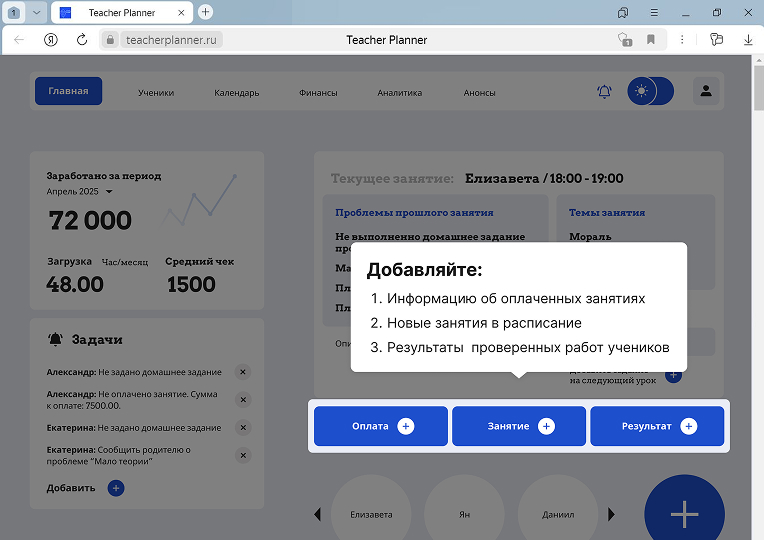 1
Teacher Planner
teacherplanner.ru
Teacher Planner
1
Главная
Ученики
Календарь
Финансы
Аналитика
Анонсы
Заработано за период
Апрель 2025
72 000
Загрузка Час/месяц
48.00
Средний чек
1500
Задачи
Александр: Не задано домашнее задание
Александр: Не оплачено занятие. Сумма
к оплате: 7500.00.
Екатерина: Не задано домашнее задание
Екатерина: Сообщить родителю о
проблеме “Мало теории”
Добавить
Текущее занятие: Елизавета / 18:00 - 19:00
Проблемы прошлого занятия
Не выполненно домашнее задание
Темы занятия
Мораль
Добавляйте:
1. Информацию об оплаченных занятиях
2. Новые занятия в расписание
3. Результаты проверенных работ учеников
на следующий урок
Оплата
Занятие
Результат
Елизавета
Ян
Даниил